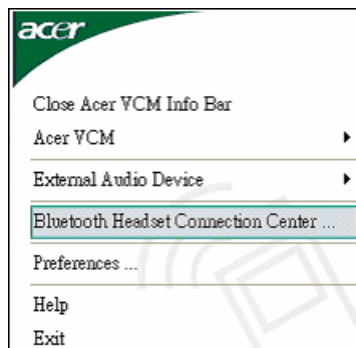 acer
Close Acer VCM Info Bar
Acer VCM
External Audio Device
Bluetooth Headset Connection Center ...
Preferences ...
Help
Exit